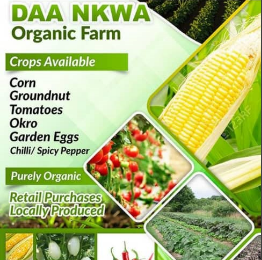 DAA NKWA
Organic Farm
Crops Available
Corn
Groundnut
Tomatoes
Okro
Garden Eggs
Chilli/ Spicy Pepper
Purely Organic
Retail Purchases
Locally Produced